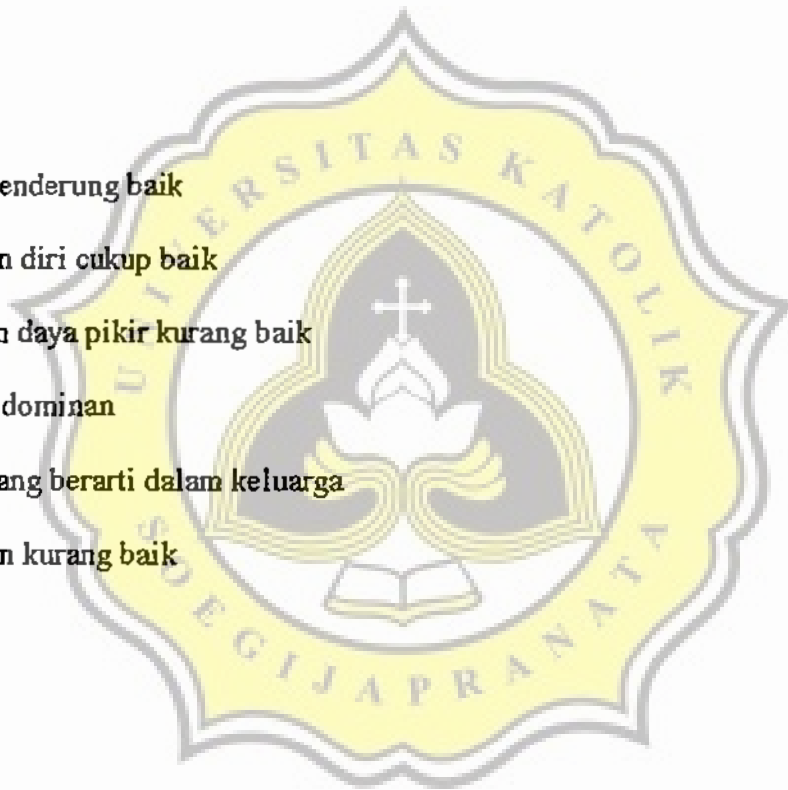 enderung baik
n diri cukup baik
n daya pikir kurang baik
dominan
ang berarti dalam keluarga
n kurang baik
UNIVERSITAS KATOLIK
SOEGIJAPRANATA